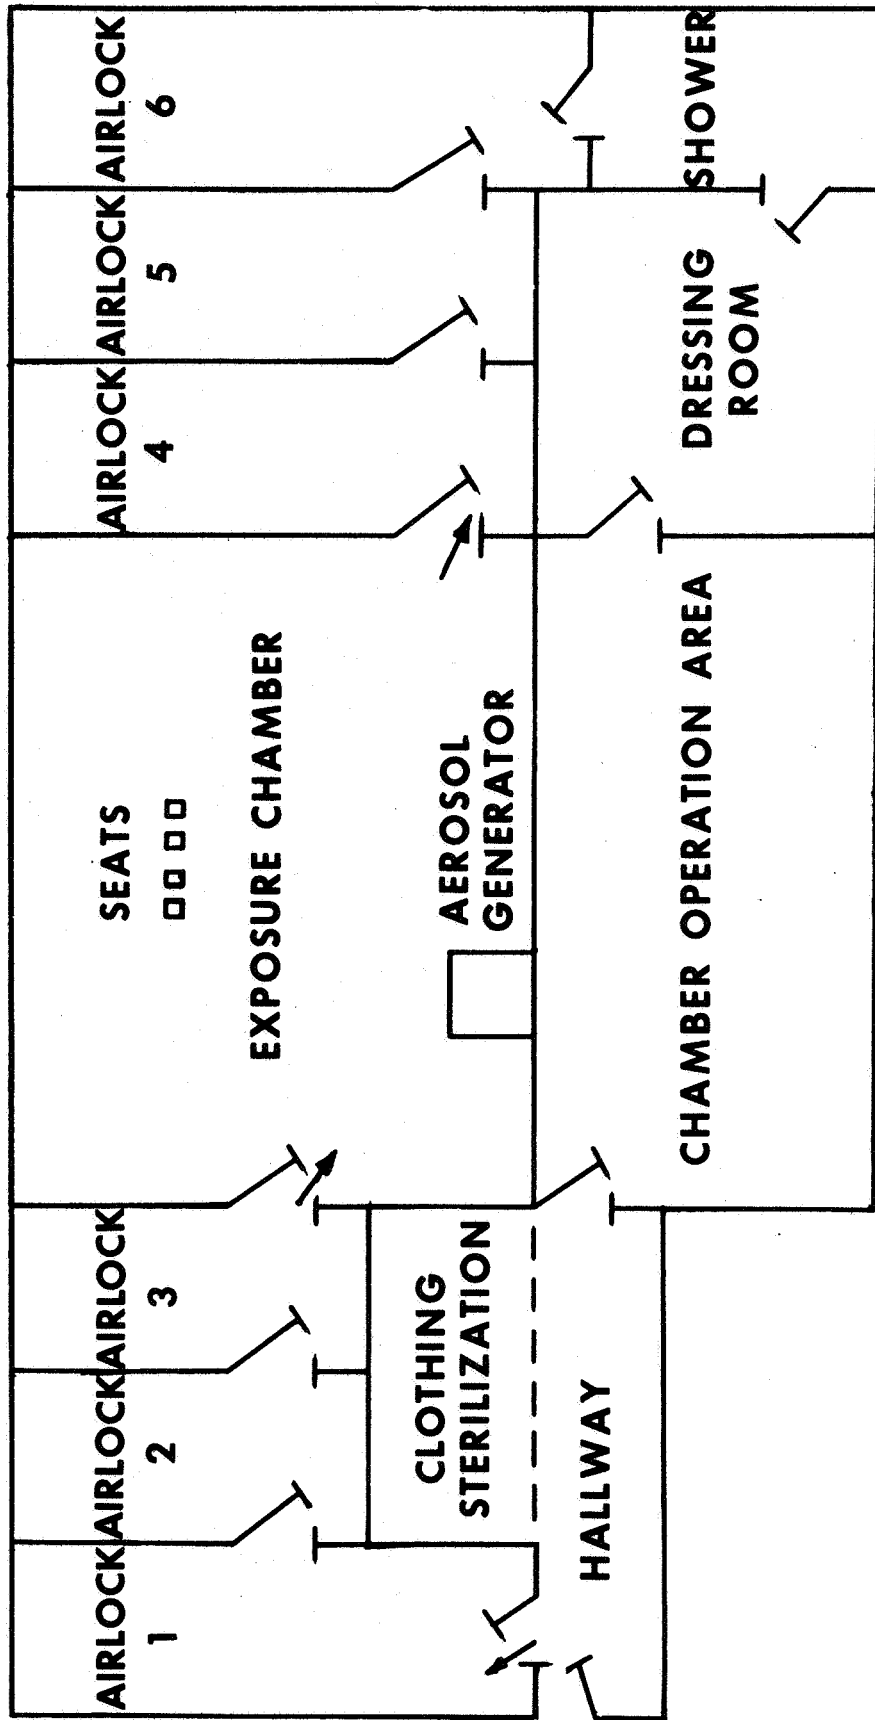 AIRLOCK
1
AIRLOCK
2
AIRLOCK
3
SEATS
EXPOSURE CHAMBER
AEROSOL
GENERATOR
AIRLOCK
4
AIRLOCK
5
AIRLOCK
6
CLOTHING
STERILIZATION
HALLWAY
CHAMBER OPERATION AREA
DRESSING
ROOM
SHOWER